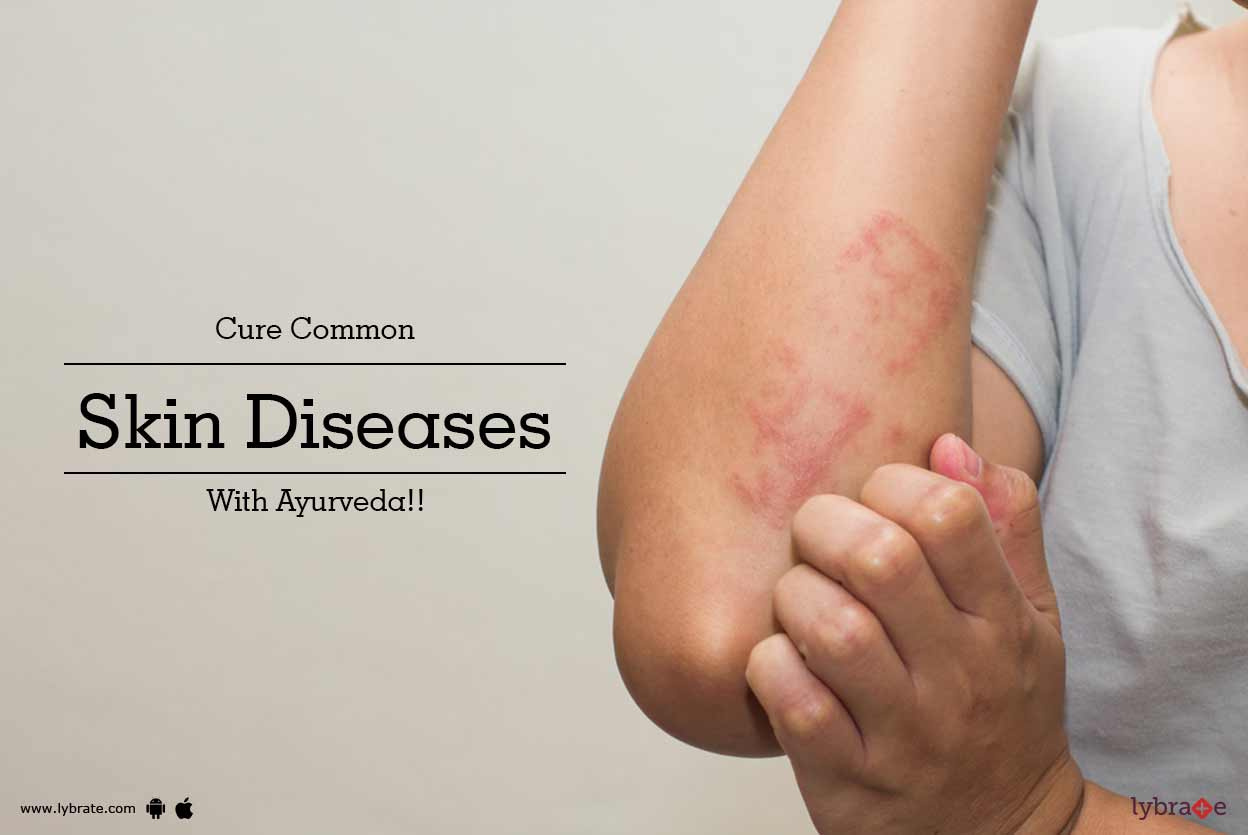 Cure Common
Skin Diseases
With Ayurveda!!
www.lybrate.com
lybrate